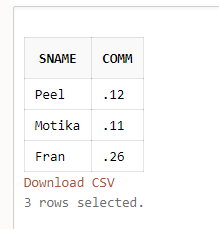 SNAME COMM
Peel .12
Motika .11
Fran .26
Download CSV
3 rows selected.